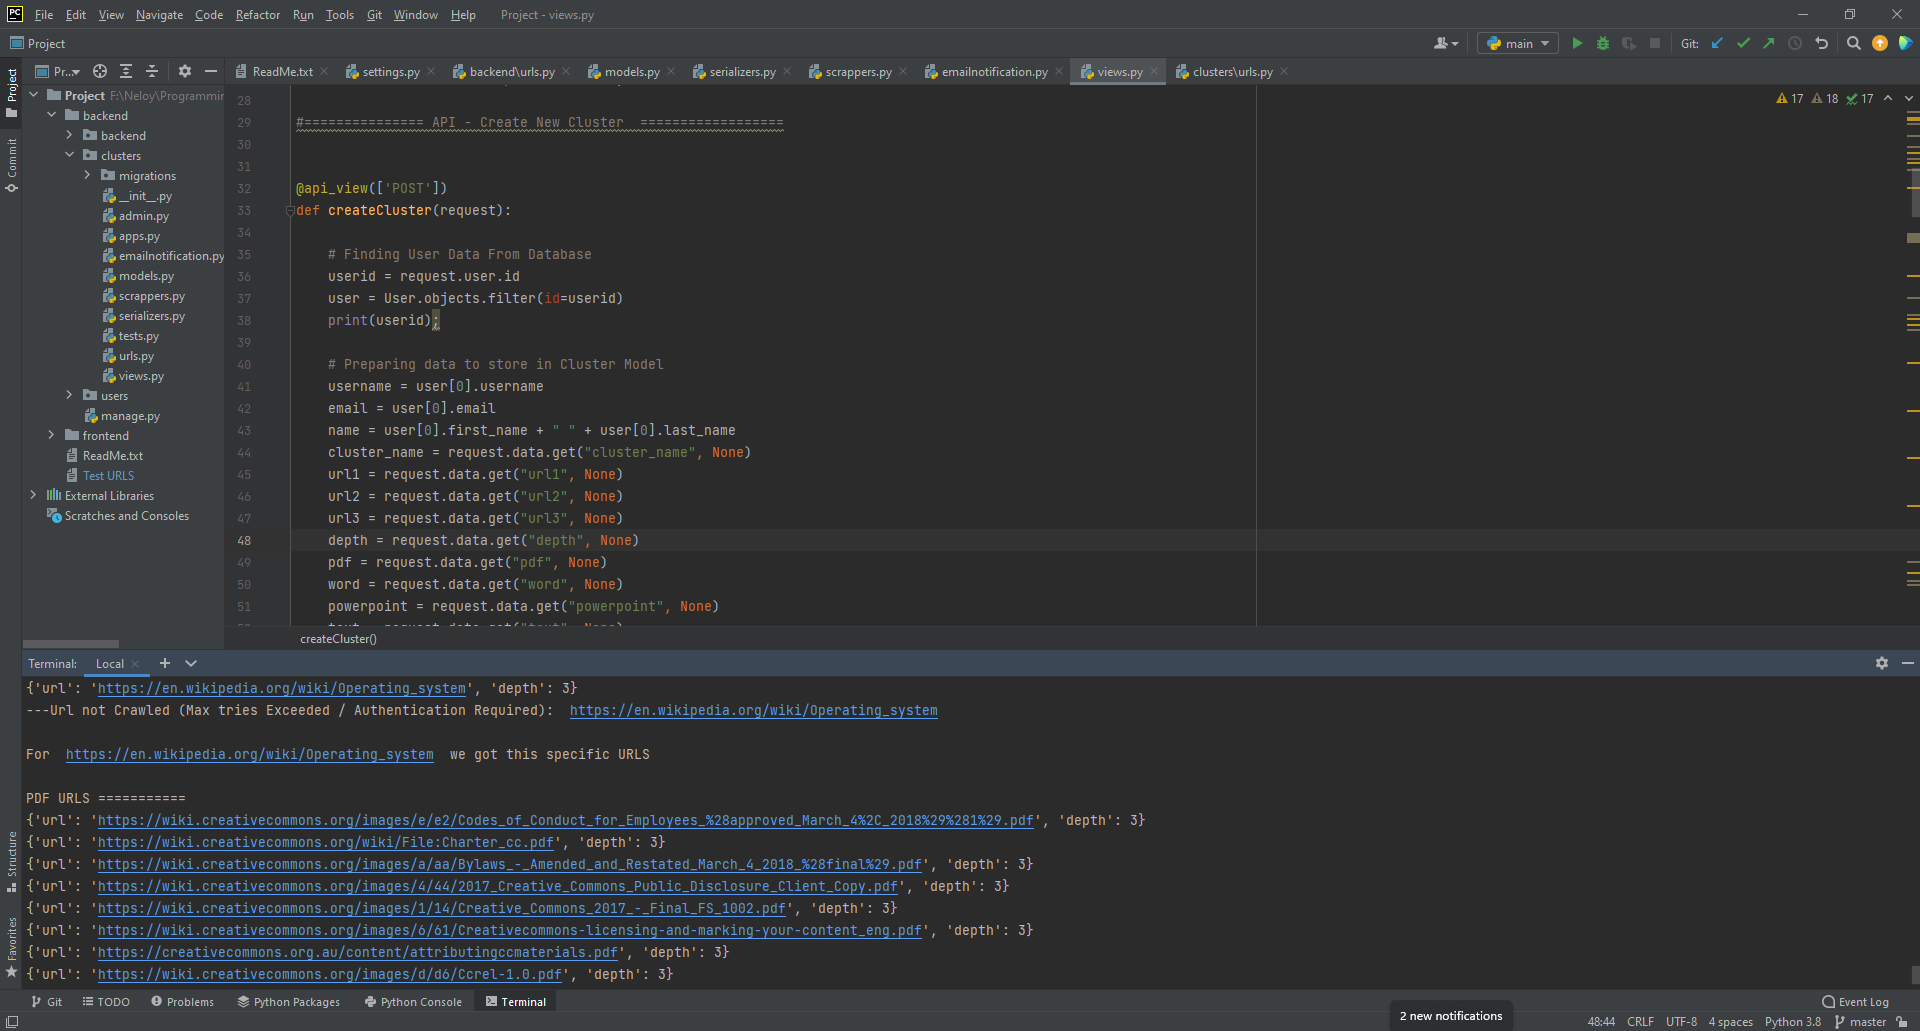 PC File Edit View Navigate Code Refactor Run Tools Git Window Help Project - views.py
Project main Git:
Pr... ReadMe.txt settings.py backend\urls.py models.py serializers.py scrappers.py emailnotification.py views.py clusters\urls.py
Project
Commit
Structure
Favorites
Project F:\Neloy\Programmin
backend
backend
clusters
migrations
__init__.py
admin.py
apps.py
emailnotification.py
models.py
scrappers.py
serializers.py
tests.py
urls.py
views.py
users
manage.py
frontend
ReadMe.txt
Test URLS
External Libraries
Scratches and Consoles
17 18 17
28
29 #=============== API - Create New Cluster ==================
30
31
32 @api_view(['POST'])
33 def createCluster(request):
34
35 # Finding User Data From Database
36 userid = request.user.id
37 user = User.objects.filter(id=userid)
38 print(userid);
39
40 # Preparing data to store in Cluster Model
41 username = user[0].username
42 email = user[0].email
43 name = user[0].first_name + " " + user[0].last_name
44 cluster_name = request.data.get("cluster_name", None)
45 url1 = request.data.get("url1", None)
46 url2 = request.data.get("url2", None)
47 url3 = request.data.get("url3", None)
48 depth = request.data.get("depth", None)
49 pdf = request.data.get("pdf", None)
50 word = request.data.get("word", None)
51 powerpoint = request.data.get("powerpoint", None)
createCluster()
Terminal: Local
{'url': 'https://en.wikipedia.org/wiki/Operating_system', 'depth': 3}
---Url not Crawled (Max tries Exceeded / Authentication Required): https://en.wikipedia.org/wiki/Operating_system
For https://en.wikipedia.org/wiki/Operating_system we got this specific URLS
PDF URLS ===========
{'url': 'https://wiki.creativecommons.org/images/e/e2/Codes_of_Conduct_for_Employees_%28approved_March_4%2C_2018%29%281%29.pdf', 'depth': 3}
{'url': 'https://wiki.creativecommons.org/wiki/File:Charter_cc.pdf', 'depth': 3}
{'url': 'https://wiki.creativecommons.org/images/a/aa/Bylaws_-_Amended_and_Restated_March_4_2018_%28final%29.pdf', 'depth': 3}
{'url': 'https://wiki.creativecommons.org/images/4/44/2017_Creative_Commons_Public_Disclosure_Client_Copy.pdf', 'depth': 3}
{'url': 'https://wiki.creativecommons.org/images/1/14/Creative_Commons_2017_-_Final_FS_1002.pdf', 'depth': 3}
{'url': 'https://wiki.creativecommons.org/images/6/61/Creativecommons-licensing-and-marking-your-content_eng.pdf', 'depth': 3}
{'url': 'https://creativecommons.org.au/content/attributingccmaterials.pdf', 'depth': 3}
{'url': 'https://wiki.creativecommons.org/images/d/d6/Ccrel-1.0.pdf', 'depth': 3}
Git TODO Problems Python Packages Python Console Terminal Event Log
2 new notifications
48:44 CRLF UTF-8 4 spaces Python 3.8 master